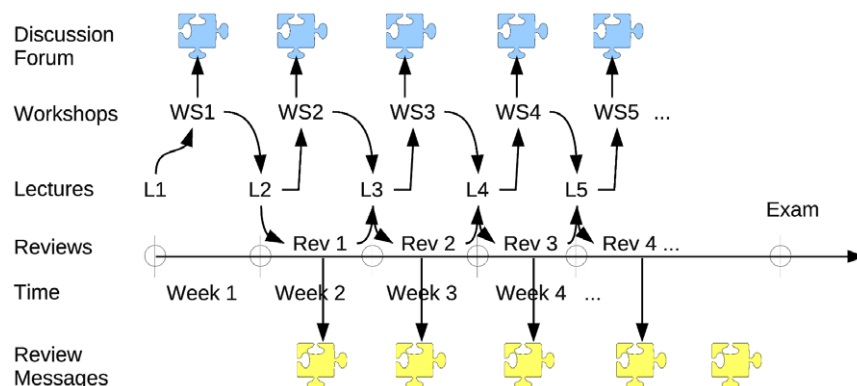 Discussion
Forum
Workshops WS1 WS2 WS3 WS4 WS5 ...
Lectures L1 L2 L3 L4 L5
Exam
Reviews Rev 1 Rev 2 Rev 3 Rev 4 ...
Time Week 1 Week 2 Week 3 Week 4 ...
Review
Messages